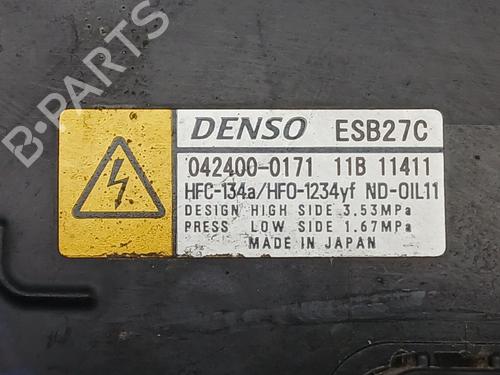 B-PARTS
DENSO ESB27C
042400-0171 11B 11411
HFC-134a/HFO-1234yf ND-OIL11
DESIGN HIGH SIDE 3.53MPa
PRESS LOW SIDE 1.67MPa
MADE IN JAPAN